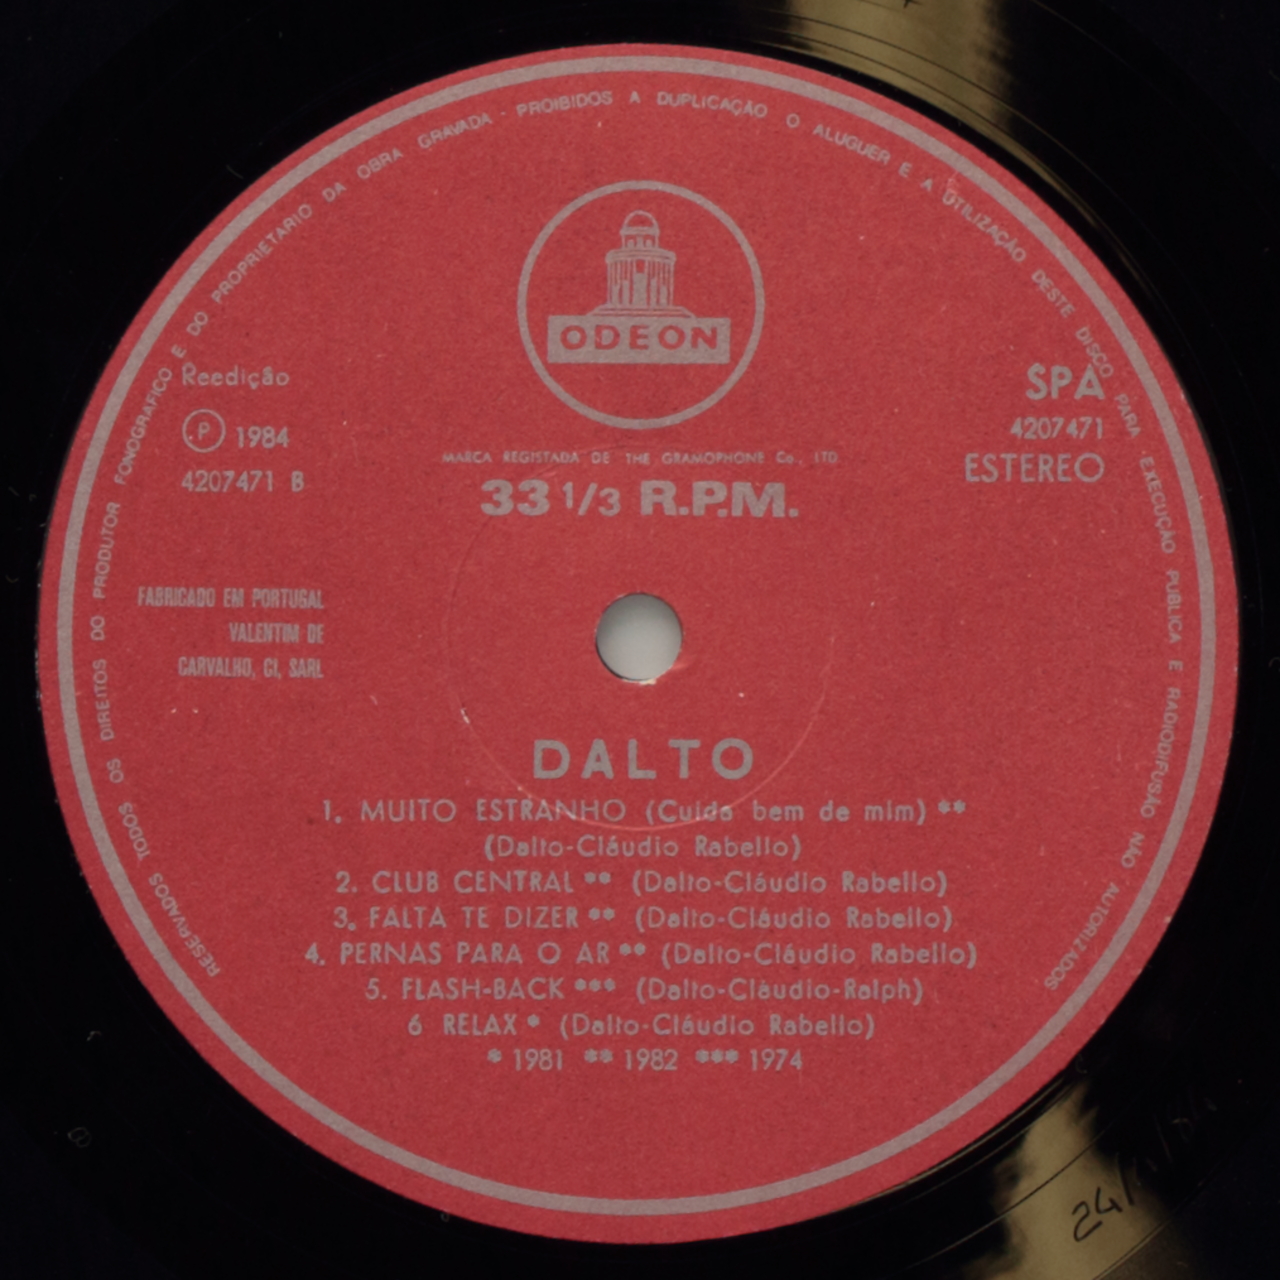 RESERVADOS TODOS OS DIREITOS DO PRODUTOR FONOGRAFICO E DO PROPRIETARIO DA OBRA GRAVADA · PROIBIDOS A DUPLICAÇÃO O ALUGUER E A UTILIZAÇÃO DESTE DISCO PARA EXECUÇÃO PUBLICA E RADIODIFUSÃO NÃO AUTORIZADOS
ODEON
Reedição
Ⓟ 1984
4207471 B
SPA
4207471
ESTEREO
MARCA REGISTADA DE THE GRAMOPHONE Co., LTD
33 1/3 R.P.M.
FABRICADO EM PORTUGAL
VALENTIM DE
CARVALHO, CI, SARL
DALTO
1. MUITO ESTRANHO (Cuida bem de mim) **
(Dalto-Cláudio Rabello)
2. CLUB CENTRAL ** (Dalto-Cláudio Rabello)
3. FALTA TE DIZER ** (Dalto-Cláudio Rabello)
4. PERNAS PARA O AR ** (Dalto-Cláudio Rabello)
5. FLASH-BACK *** (Dalto-Cláudio-Ralph)
6 RELAX * (Dalto-Cláudio Rabello)
* 1981 ** 1982 *** 1974